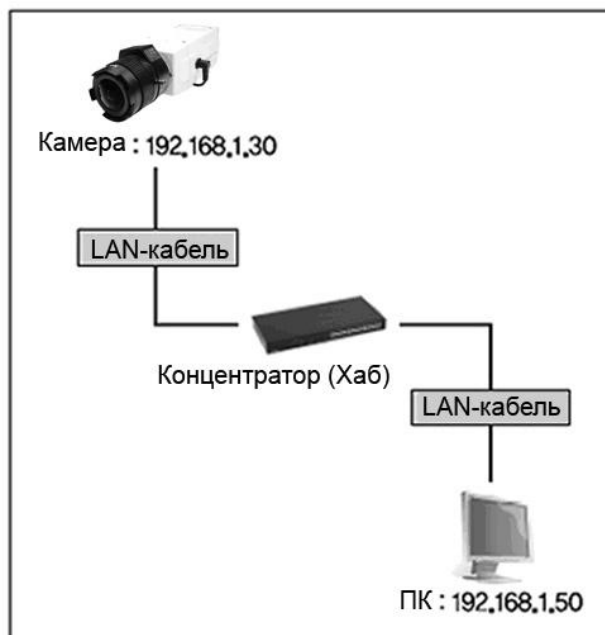 Камера : 192.168.1.30
LAN-кабель
Концентратор (Хаб)
LAN-кабель
ПК : 192.168.1.50